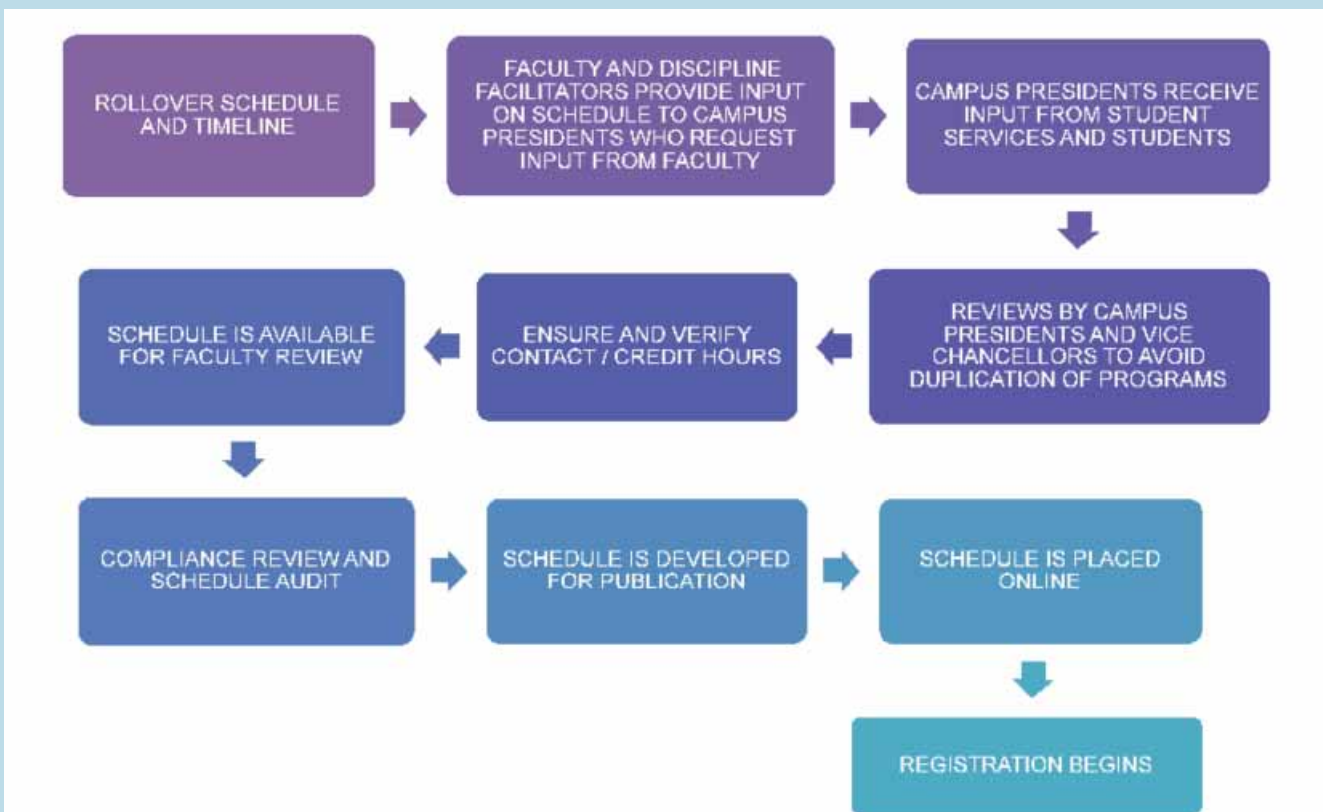 ROLLOVER SCHEDULE
AND TIMELINE
FACULTY AND DISCIPLINE
FACILITATORS PROVIDE INPUT
ON SCHEDULE TO CAMPUS
PRESIDENTS WHO REQUEST
INPUT FROM FACULTY
CAMPUS PRESIDENTS RECEIVE
INPUT FROM STUDENT
SERVICES AND STUDENTS
REVIEWS BY CAMPUS
PRESIDENTS AND VICE
CHANCELLORS TO AVOID
DUPLICATION OF PROGRAMS
ENSURE AND VERIFY
CONTACT / CREDIT HOURS
SCHEDULE IS AVAILABLE
FOR FACULTY REVIEW
COMPLIANCE REVIEW AND
SCHEDULE AUDIT
SCHEDULE IS DEVELOPED
FOR PUBLICATION
SCHEDULE IS PLACED
ONLINE
REGISTRATION BEGINS